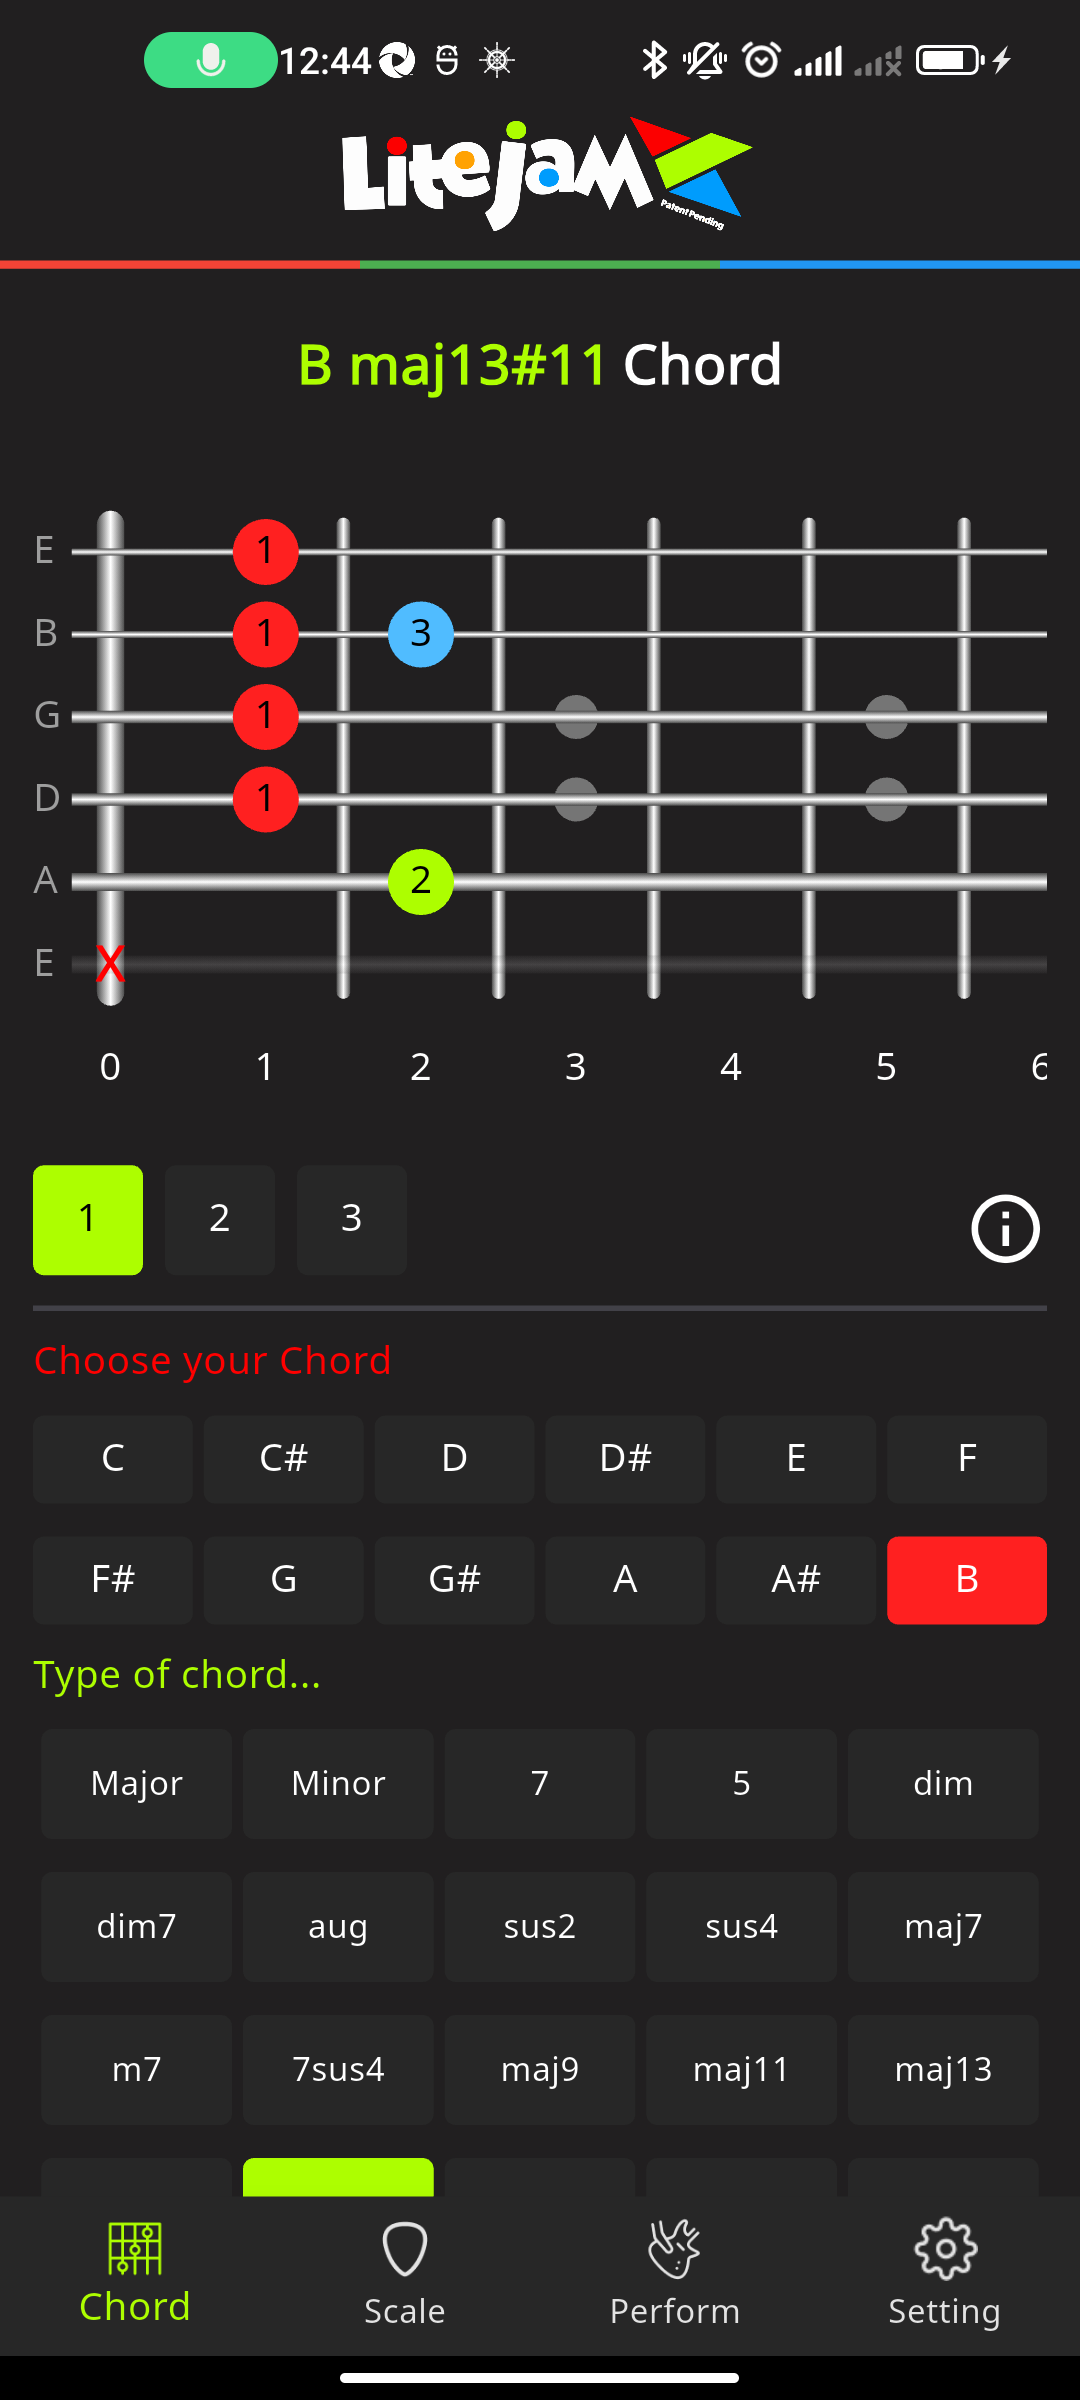 12:44
Litejam
Patent Pending
B maj13#11 Chord
E 1
B 1 3
G 1
D 1
A 2
E X
0 1 2 3 4 5 6
1 2 3
Choose your Chord
C C# D D# E F
F# G G# A A# B
Type of chord...
Major Minor 7 5 dim
dim7 aug sus2 sus4 maj7
m7 7sus4 maj9 maj11 maj13
Chord Scale Perform Setting